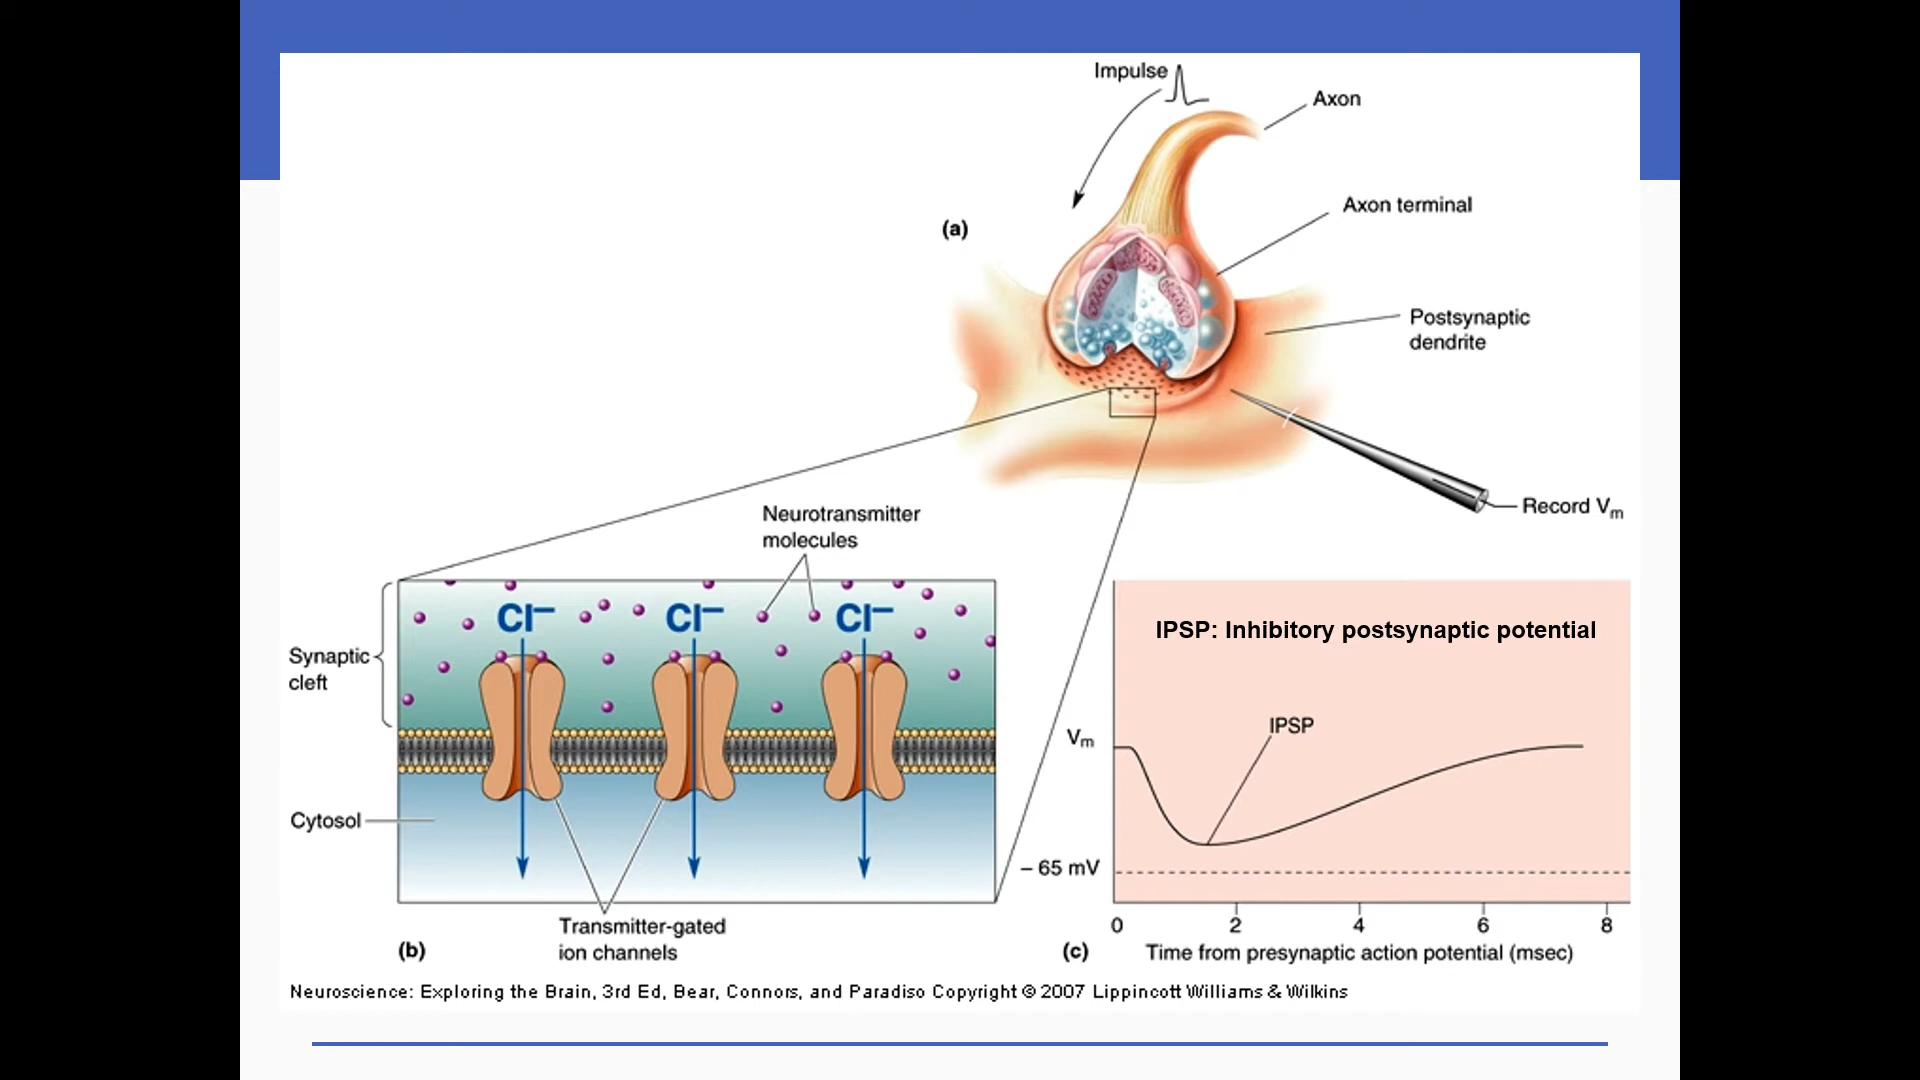 Impulse
Axon
Axon terminal
(a)
Postsynaptic
dendrite
Record Vm
Neurotransmitter
molecules
Cl–
Cl–
Cl–
Synaptic
cleft
Cytosol
Transmitter-gated
ion channels
(b)
IPSP: Inhibitory postsynaptic potential
IPSP
Vm
– 65 mV
0 2 4 6 8
(c)
Time from presynaptic action potential (msec)
Neuroscience: Exploring the Brain, 3rd Ed, Bear, Connors, and Paradiso Copyright © 2007 Lippincott Williams & Wilkins